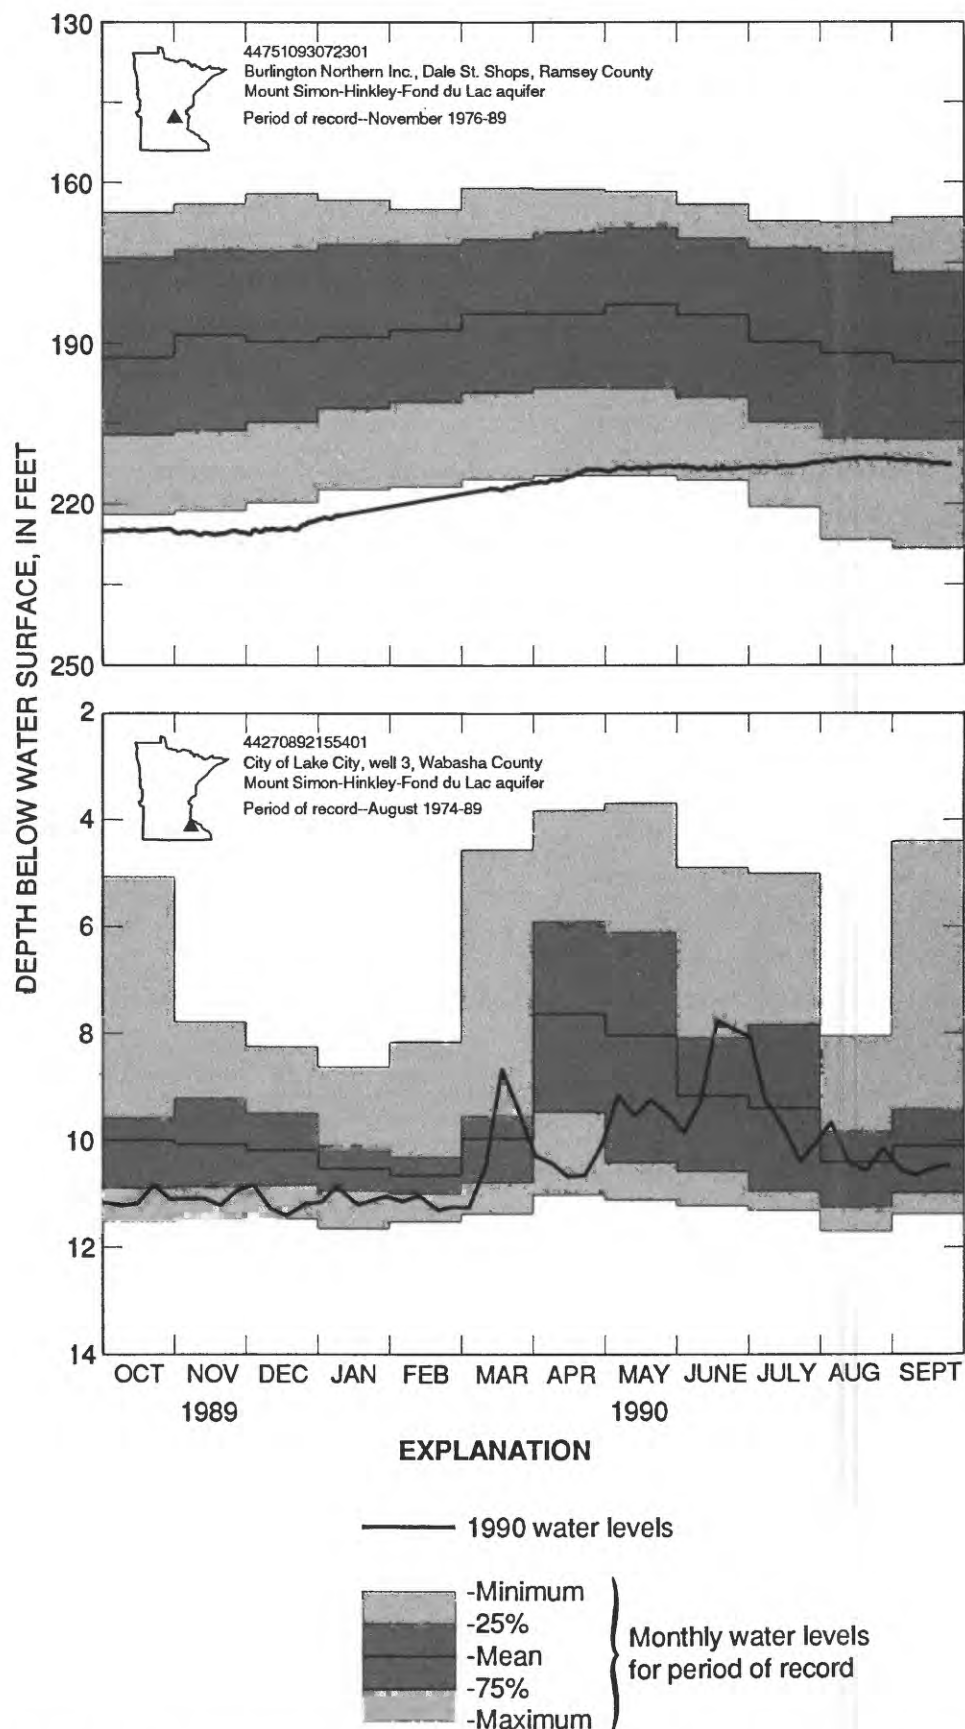 130
160
190
220
250
44751093072301
Burlington Northern Inc., Dale St. Shops, Ramsey County
Mount Simon-Hinkley-Fond du Lac aquifer
Period of record--November 1976-89
DEPTH BELOW WATER SURFACE, IN FEET
2
4
6
8
10
12
14
44270892155401
City of Lake City, well 3, Wabasha County
Mount Simon-Hinkley-Fond du Lac aquifer
Period of record--August 1974-89
OCT NOV DEC JAN FEB MAR APR MAY JUNE JULY AUG SEPT
1989 1990
EXPLANATION
1990 water levels
-Minimum
-25%
-Mean
-75%
-Maximum
Monthly water levels
for period of record